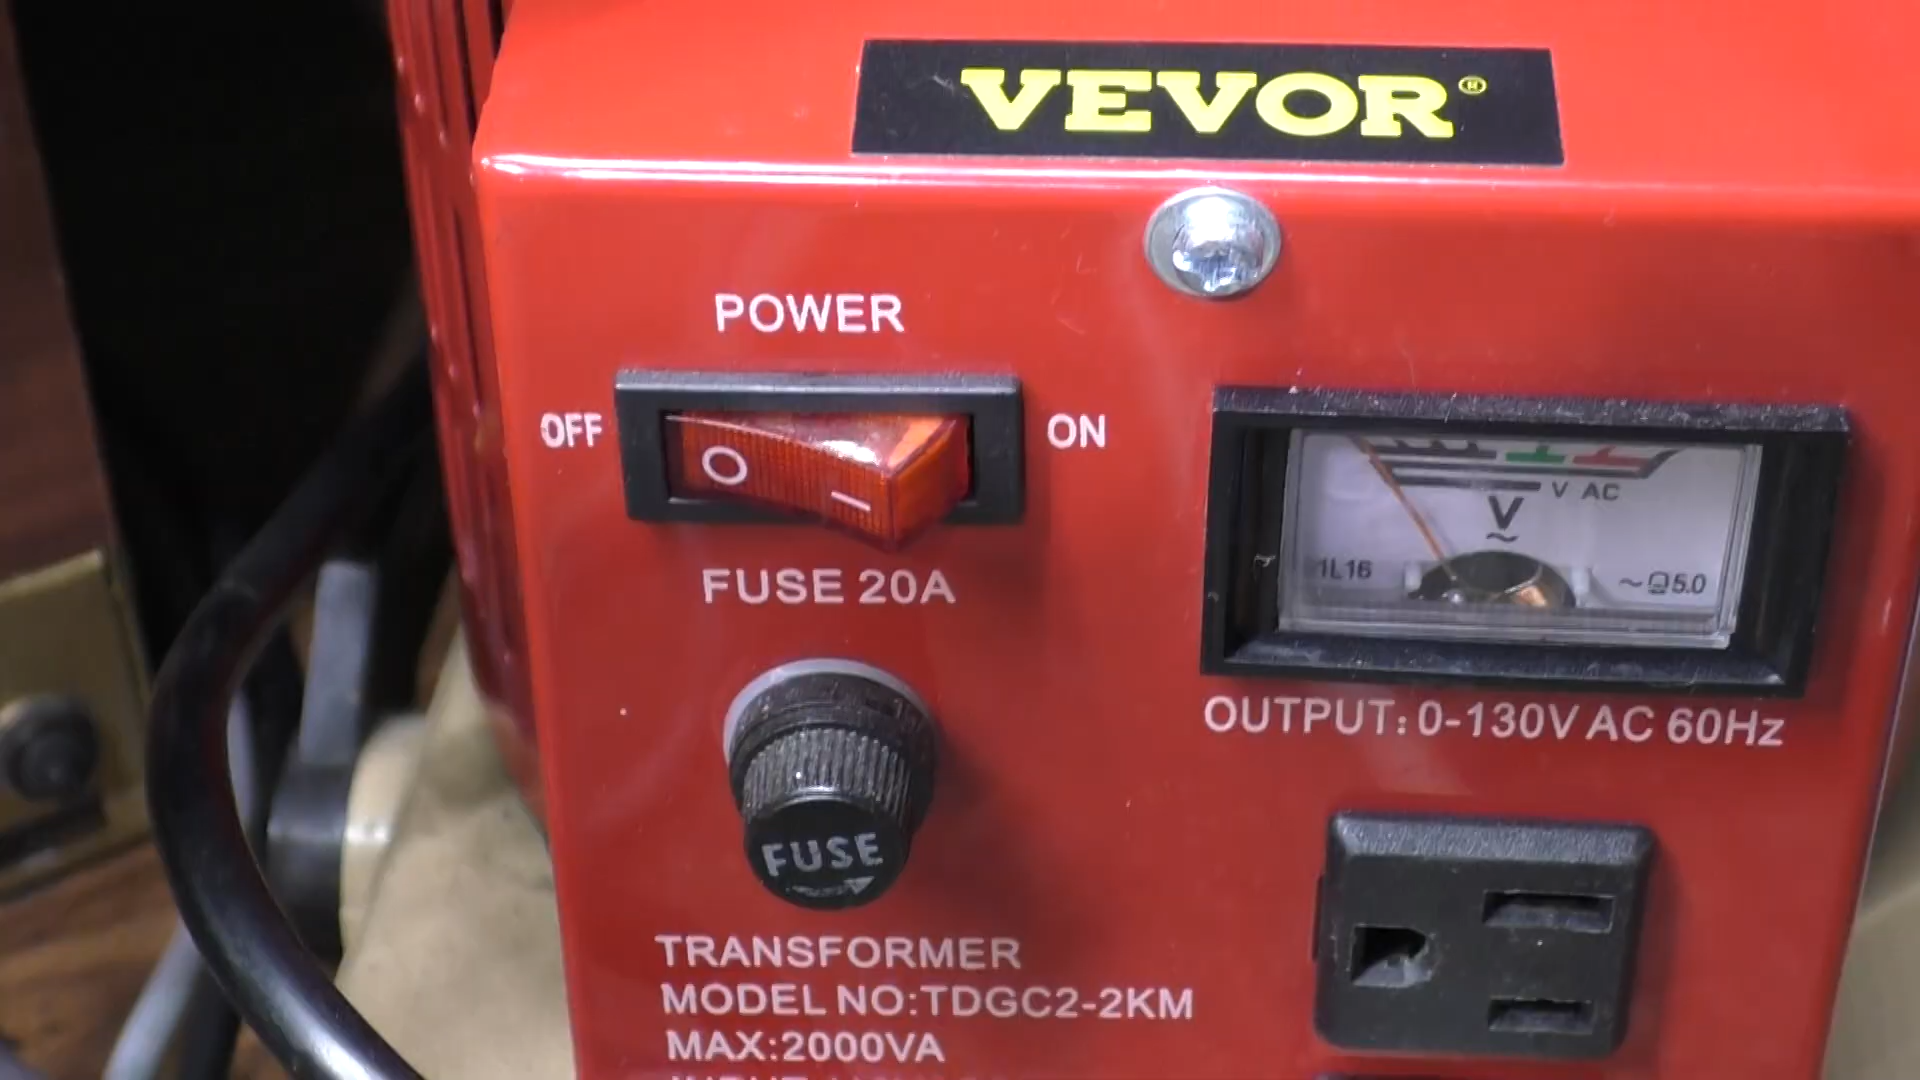 VEVOR®
POWER
OFF
O
—
ON
V AC
V
~
1L16
~ 5.0
FUSE 20A
OUTPUT: 0-130V AC 60Hz
FUSE
TRANSFORMER
MODEL NO:TDGC2-2KM
MAX:2000VA